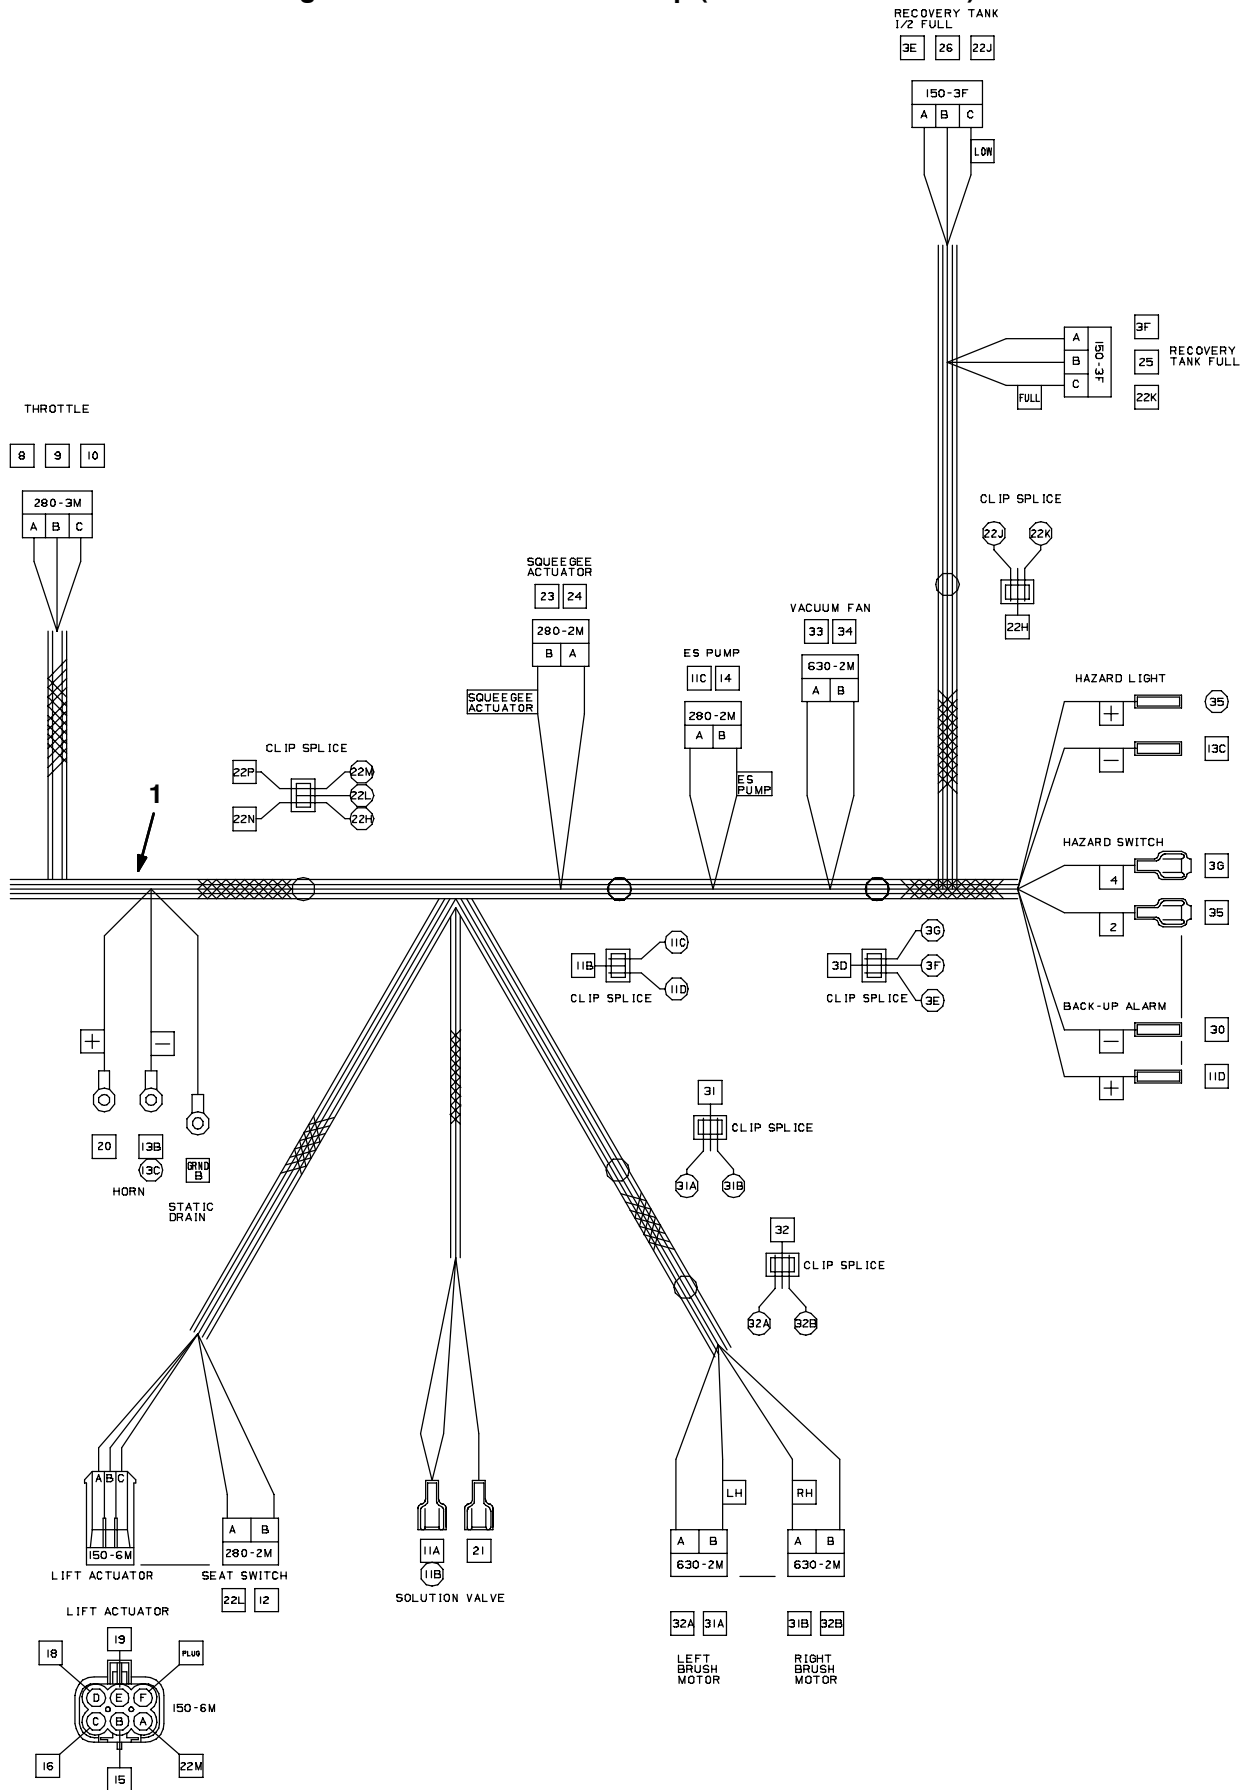 RECOVERY TANK
1/2 FULL
3E 26 22J
150-3F
A B C
LOW
3F
A
B
C
150-3F
25
RECOVERY
TANK FULL
FULL
22K
THROTTLE
8 9 10
280-3M
A B C
CLIP SPLICE
22J 22K
22H
SQUEEGEE
ACTUATOR
23 24
280-2M
B A
SQUEEGEE
ACTUATOR
ES PUMP
11C 14
280-2M
A B
ES
PUMP
VACUUM FAN
33 34
630-2M
A B
HAZARD LIGHT
+ 35
− 13C
CLIP SPLICE
22P 22M
22L
22N 22H
1
HAZARD SWITCH
4 3G
2 35
11B 11C
11D
CLIP SPLICE
3D 3G
3F
3E
CLIP SPLICE
BACK-UP ALARM
− 30
+ 11D
+ −
20 13B
13C
HORN
GRND
B
STATIC
DRAIN
31
CLIP SPLICE
31A 31B
32
CLIP SPLICE
32A 32B
A B C
150-6M
LIFT ACTUATOR
A B
280-2M
SEAT SWITCH
22L 12
11A 21
11B
SOLUTION VALVE
LH RH
A B
630-2M
A B
630-2M
32A 31A
31B 32B
LEFT
BRUSH
MOTOR
RIGHT
BRUSH
MOTOR
LIFT ACTUATOR
19
18 PLUG
D E F
150-6M
C B A
16 22M
15